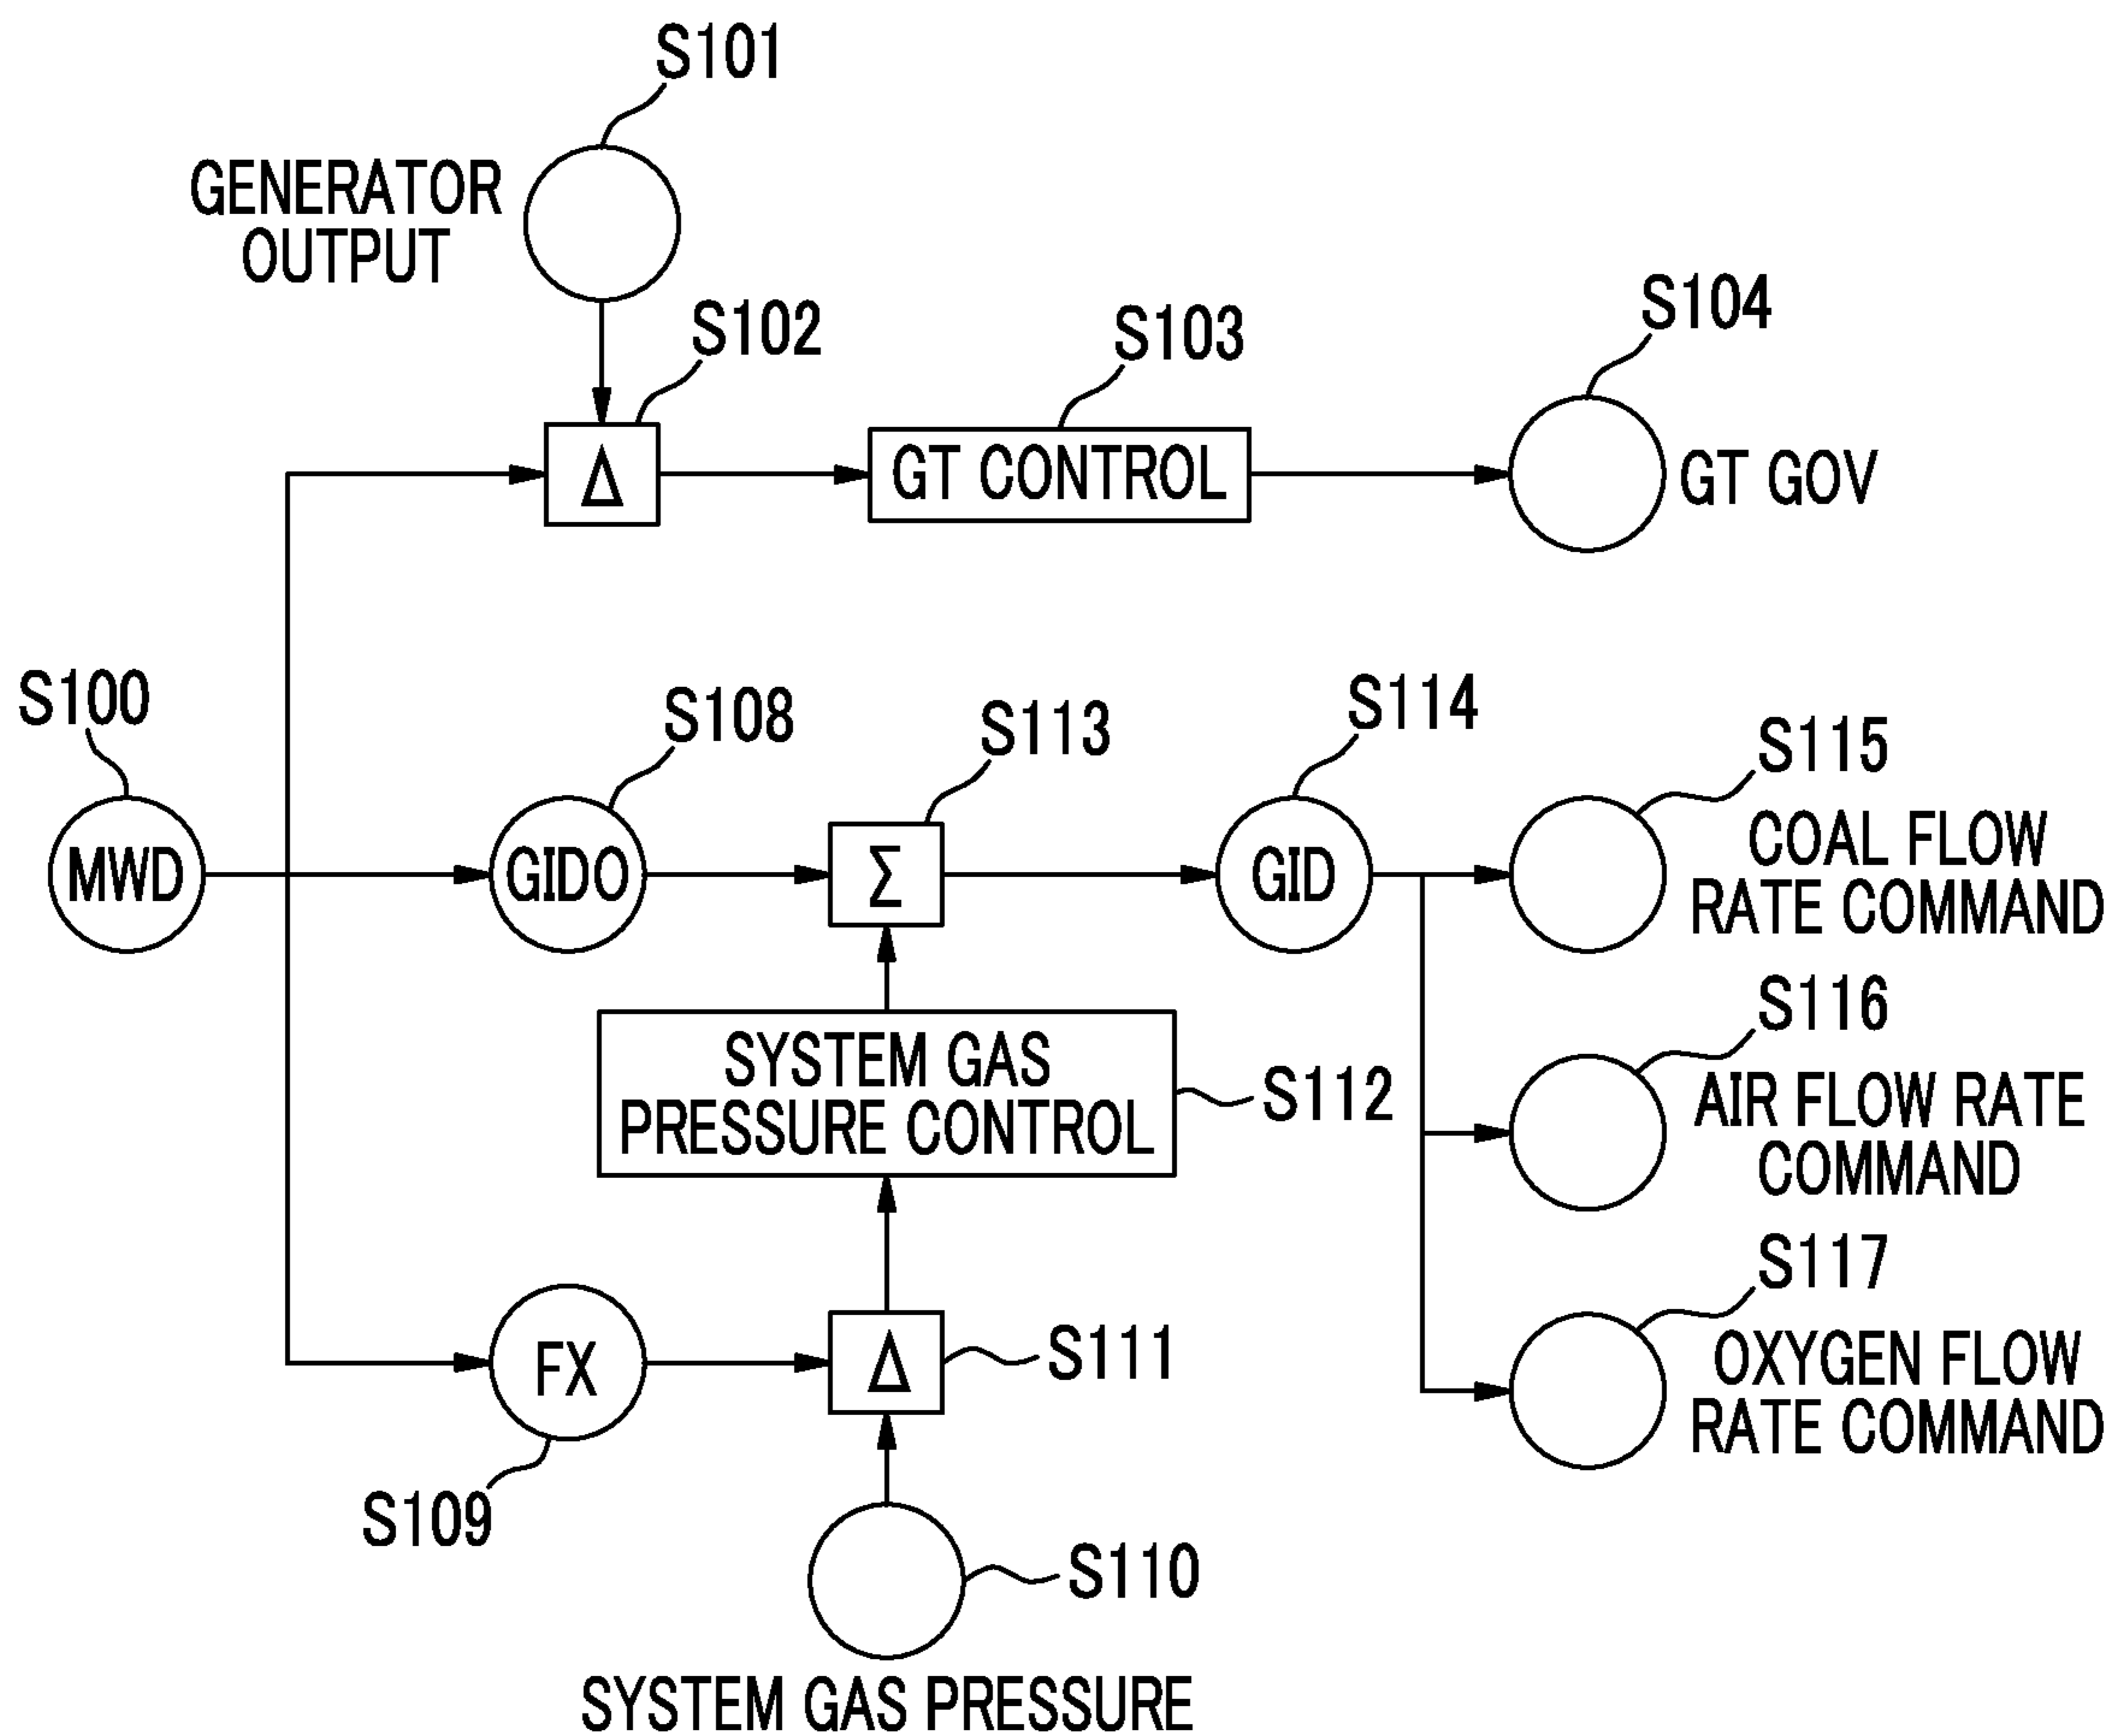 S101
GENERATOR
OUTPUT
S102
S103
S104
Δ
GT CONTROL
GT GOV
S100
S108
S113
S114
S115
MWD
GIDO
Σ
GID
COAL FLOW
RATE COMMAND
SYSTEM GAS
PRESSURE CONTROL
S112
S116
AIR FLOW RATE
COMMAND
S109
FX
Δ
S111
S117
OXYGEN FLOW
RATE COMMAND
S110
SYSTEM GAS PRESSURE